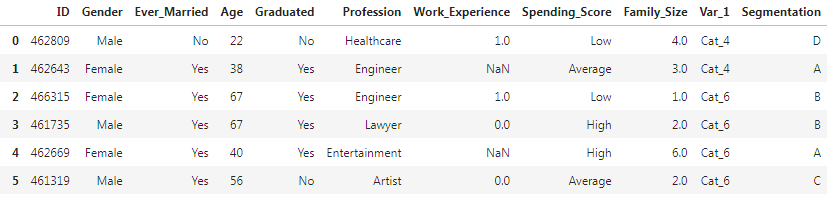 ID Gender Ever_Married Age Graduated Profession Work_Experience Spending_Score Family_Size Var_1 Segmentation
0 462809 Male No 22 No Healthcare 1.0 Low 4.0 Cat_4 D
1 462643 Female Yes 38 Yes Engineer NaN Average 3.0 Cat_4 A
2 466315 Female Yes 67 Yes Engineer 1.0 Low 1.0 Cat_6 B
3 461735 Male Yes 67 Yes Lawyer 0.0 High 2.0 Cat_6 B
4 462669 Female Yes 40 Yes Entertainment NaN High 6.0 Cat_6 A
5 461319 Male Yes 56 No Artist 0.0 Average 2.0 Cat_6 C